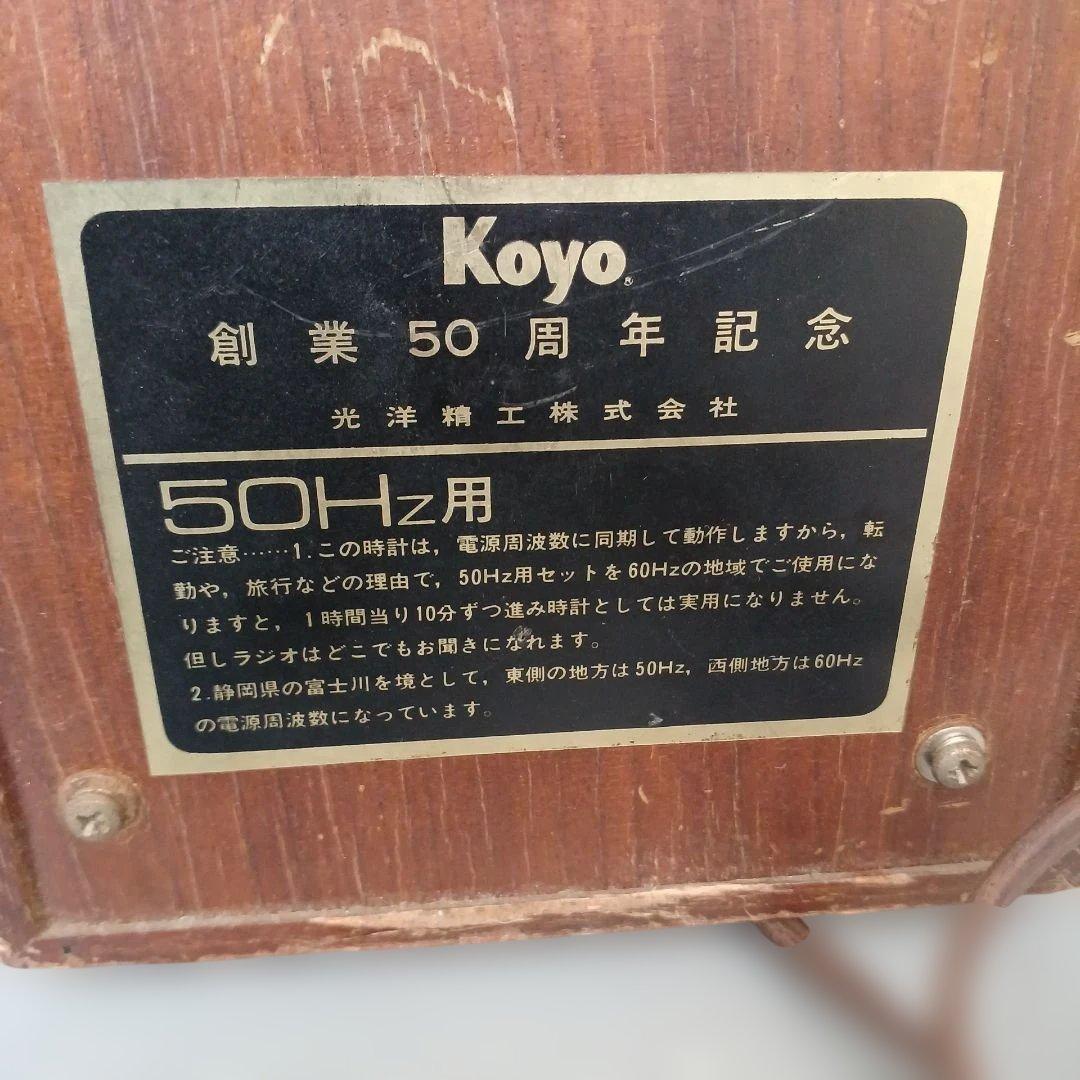 Koyo®
創業50周年記念
光洋精工株式会社
50Hz用
ご注意……1.この時計は，電源周波数に同期して動作しますから，転
勤や，旅行などの理由で，50Hz用セットを60Hzの地域でご使用にな
りますと，1時間当り10分ずつ進み時計としては実用になりません。
但しラジオはどこでもお聞きになれます。
2.静岡県の富士川を境として，東側の地方は50Hz，西側地方は60Hz
の電源周波数になっています。